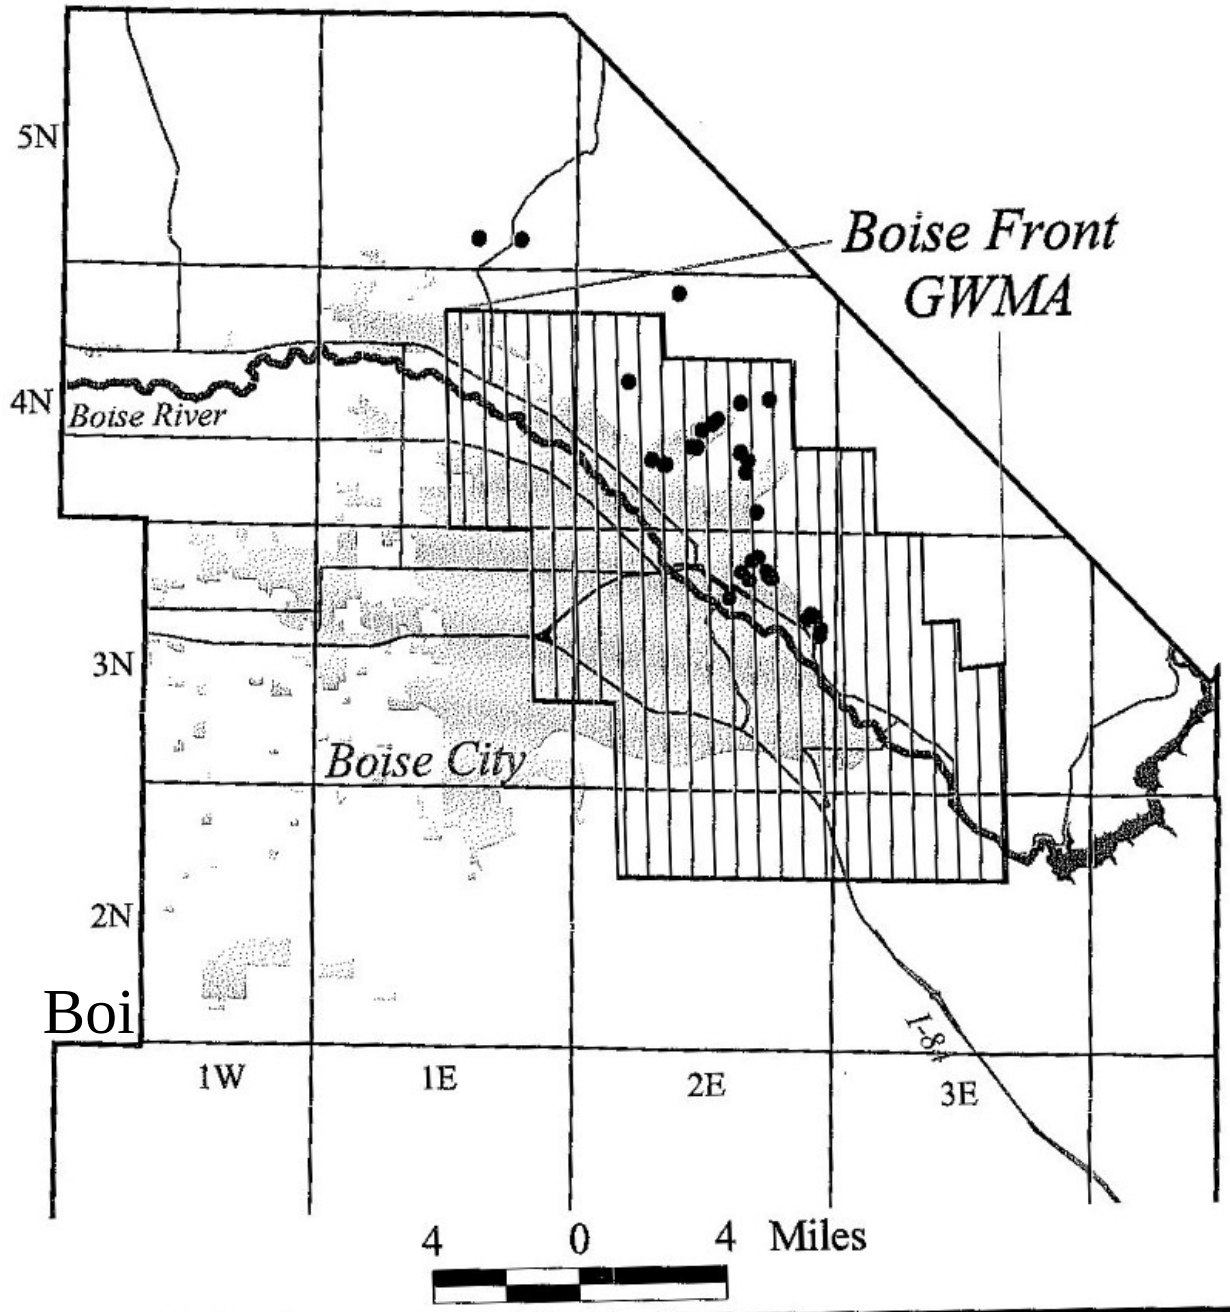 5N
Boise Front
GWMA
4N
Boise River
3N
Boise City
2N
Boi
1W
1E
2E
3E
I-84
4
0
4
Miles